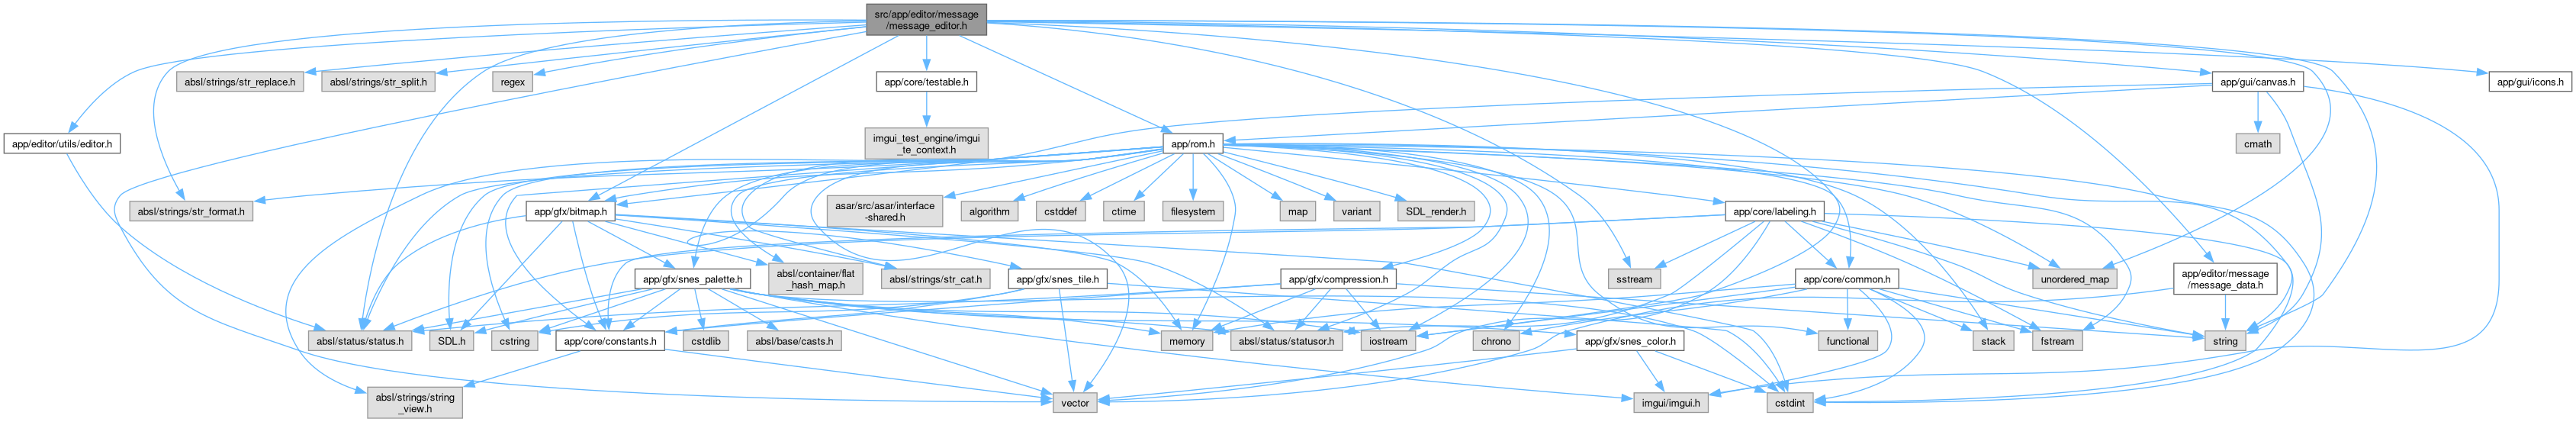 src/app/editor/message
/message_editor.h
absl/strings/str_replace.h
absl/strings/str_split.h
regex
app/core/testable.h
app/gui/canvas.h
app/gui/icons.h
app/editor/utils/editor.h
imgui_test_engine/imgui
_te_context.h
app/rom.h
cmath
absl/strings/str_format.h
app/gfx/bitmap.h
asar/src/asar/interface
-shared.h
algorithm
cstddef
ctime
filesystem
map
variant
SDL_render.h
app/core/labeling.h
app/gfx/snes_palette.h
absl/container/flat
_hash_map.h
absl/strings/str_cat.h
app/gfx/snes_tile.h
app/gfx/compression.h
sstream
app/core/common.h
unordered_map
app/editor/message
/message_data.h
absl/status/status.h
SDL.h
cstring
app/core/constants.h
cstdlib
absl/base/casts.h
memory
absl/status/statusor.h
iostream
chrono
app/gfx/snes_color.h
functional
stack
fstream
string
absl/strings/string
_view.h
vector
imgui/imgui.h
cstdint